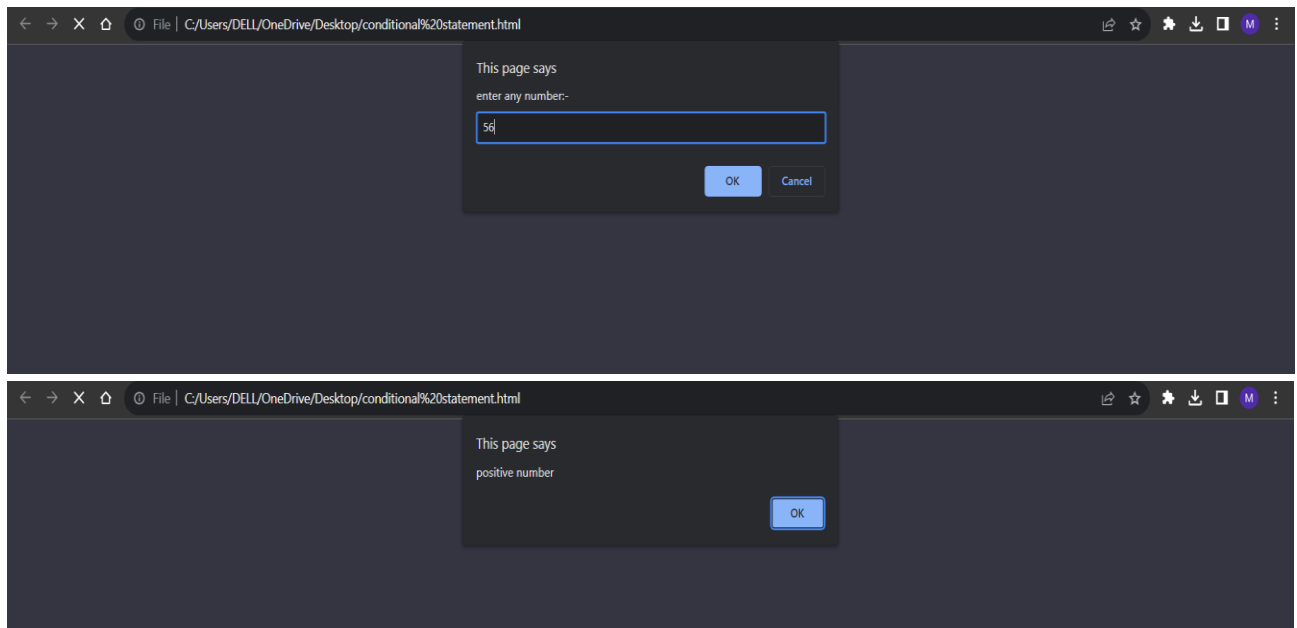 File | C:/Users/DELL/OneDrive/Desktop/conditional%20statement.html
M
This page says
enter any number:-
56
OK
Cancel
File | C:/Users/DELL/OneDrive/Desktop/conditional%20statement.html
M
This page says
positive number
OK